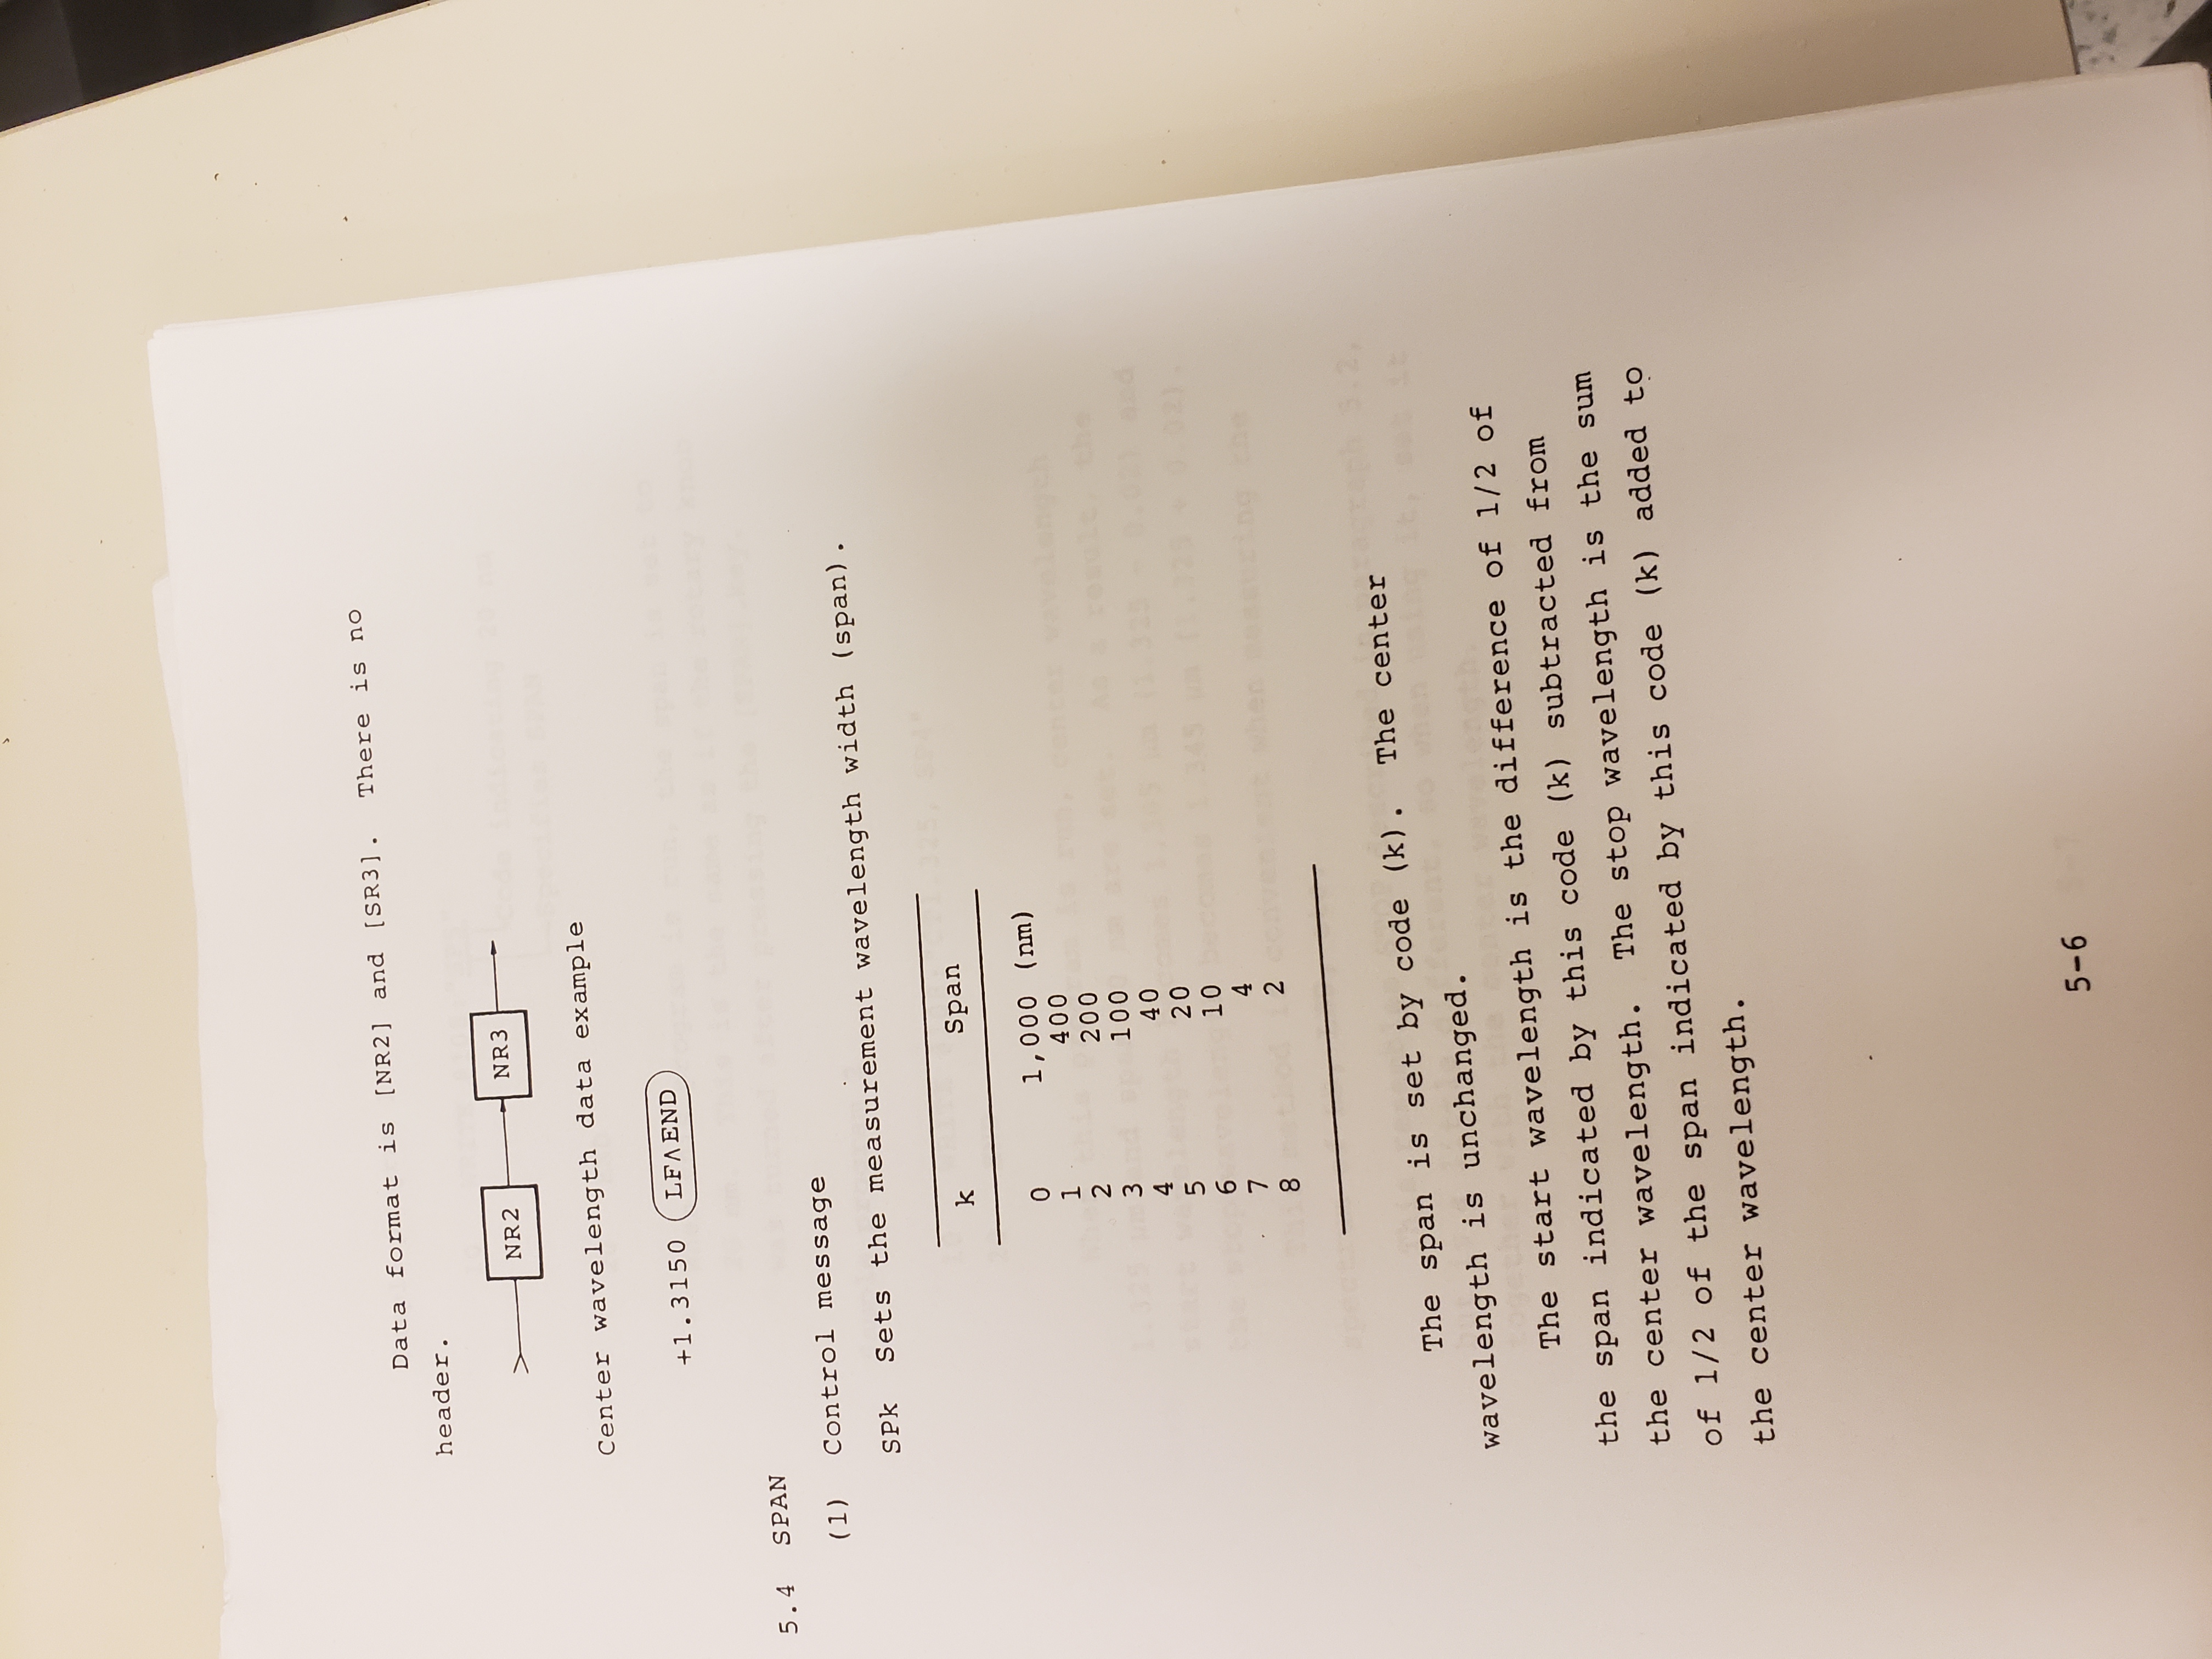 Data format is [NR2] and [SR3]. There is no
header.
NR2 NR3
Center wavelength data example
+1.3150 LFΛEND
5.4 SPAN
(1) Control message
SPk Sets the measurement wavelength width (span).
k Span
0 1,000 (nm)
1 400
2 200
3 100
4 40
5 20
6 10
7 4
8 2
The span is set by code (k). The center
wavelength is unchanged.
The start wavelength is the difference of 1/2 of
the span indicated by this code (k) subtracted from
the center wavelength. The stop wavelength is the sum
of 1/2 of the span indicated by this code (k) added to
the center wavelength.
5-6